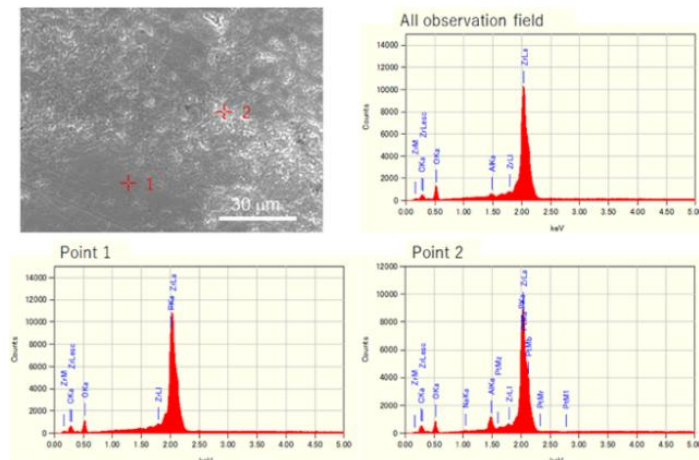 All observation field
1
2
30 μm
14000
12000
10000
8000
6000
4000
2000
0
Counts
ZrM
ZrLesc
CKa
OKa
AlKa
ZrLl
ZrLa
0.00 0.50 1.00 1.50 2.00 2.50 3.00 3.50 4.00 4.50 5.00
keV
Point 1
14000
12000
10000
8000
6000
4000
2000
0
Counts
ZrM
ZrLesc
CKa
OKa
ZrLl
PKa
ZrLa
0.00 0.50 1.00 1.50 2.00 2.50 3.00 3.50 4.00 4.50 5.00
keV
Point 2
14000
12000
10000
8000
6000
4000
2000
0
Counts
ZrM
ZrLesc
CKa
OKa
NaKa
AlKa
PtMz
ZrLl
PKa
ZrLa
PtMb
PtMr
PtM1
0.00 0.50 1.00 1.50 2.00 2.50 3.00 3.50 4.00 4.50 5.00
keV